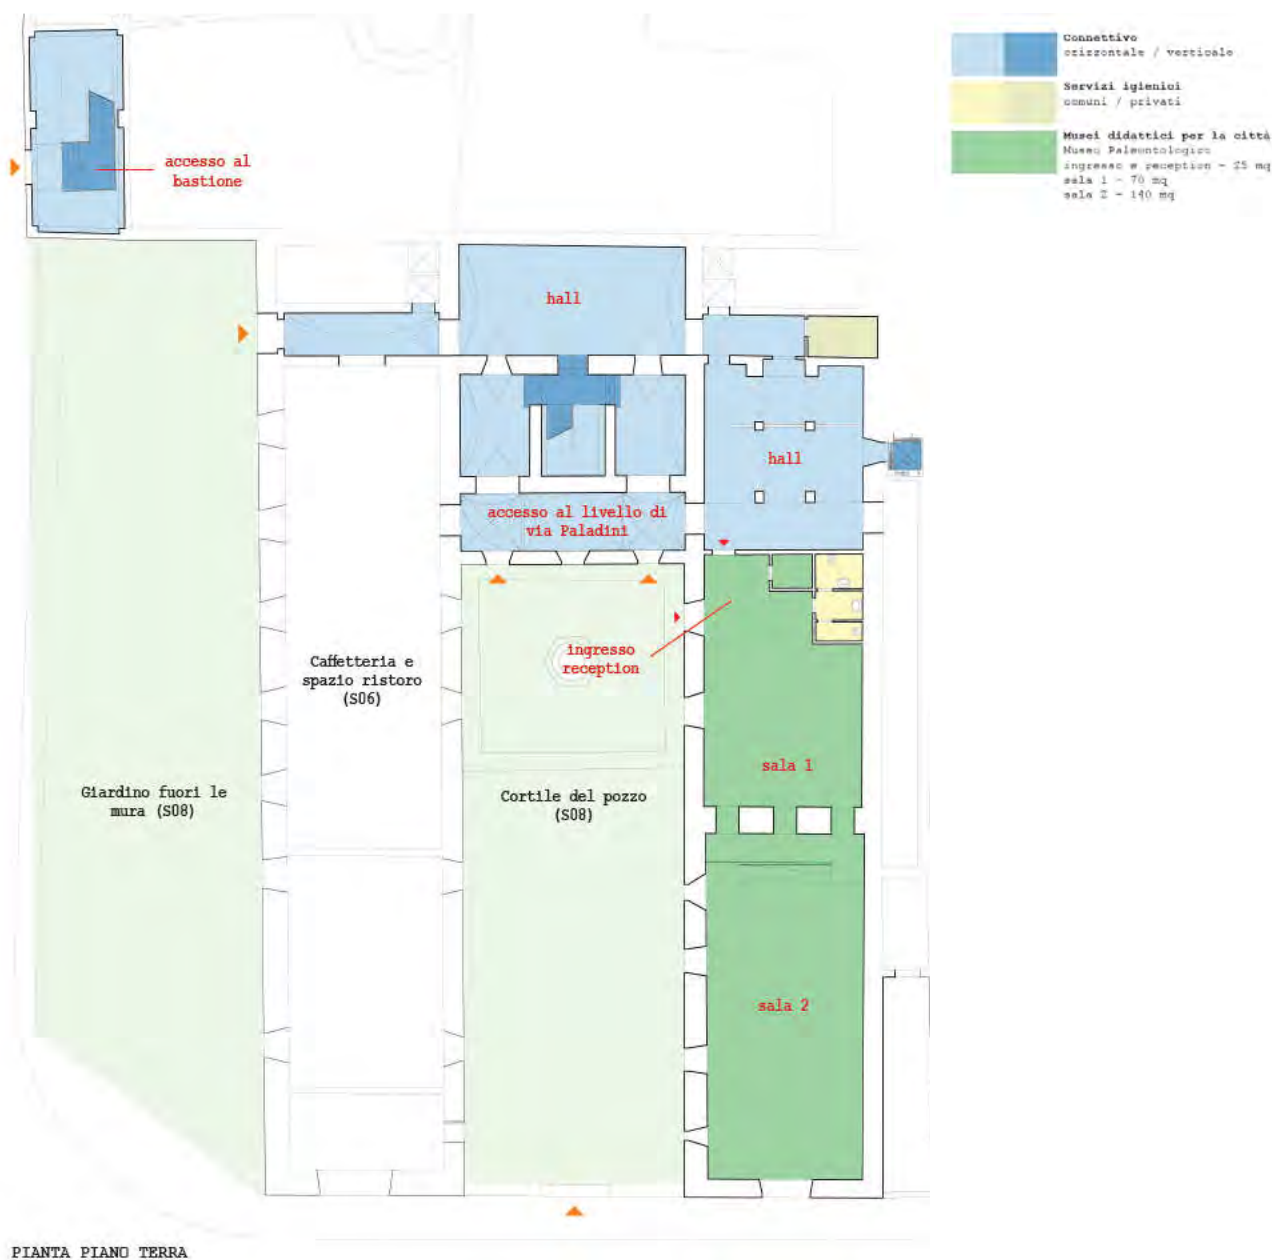 Connettivo
orizzontale / verticale
Servizi igienici
comuni / privati
Musei didattici per la città
Museo Paleontologico
ingresso e reception - 25 mq
sala 1 - 70 mq
sala 2 - 140 mq
accesso al
bastione
hall
hall
accesso al livello di
via Paladini
ingresso
reception
Caffetteria e
spazio ristoro
(S06)
sala 1
Giardino fuori le
mura (S08)
Cortile del pozzo
(S08)
sala 2
PIANTA PIANO TERRA